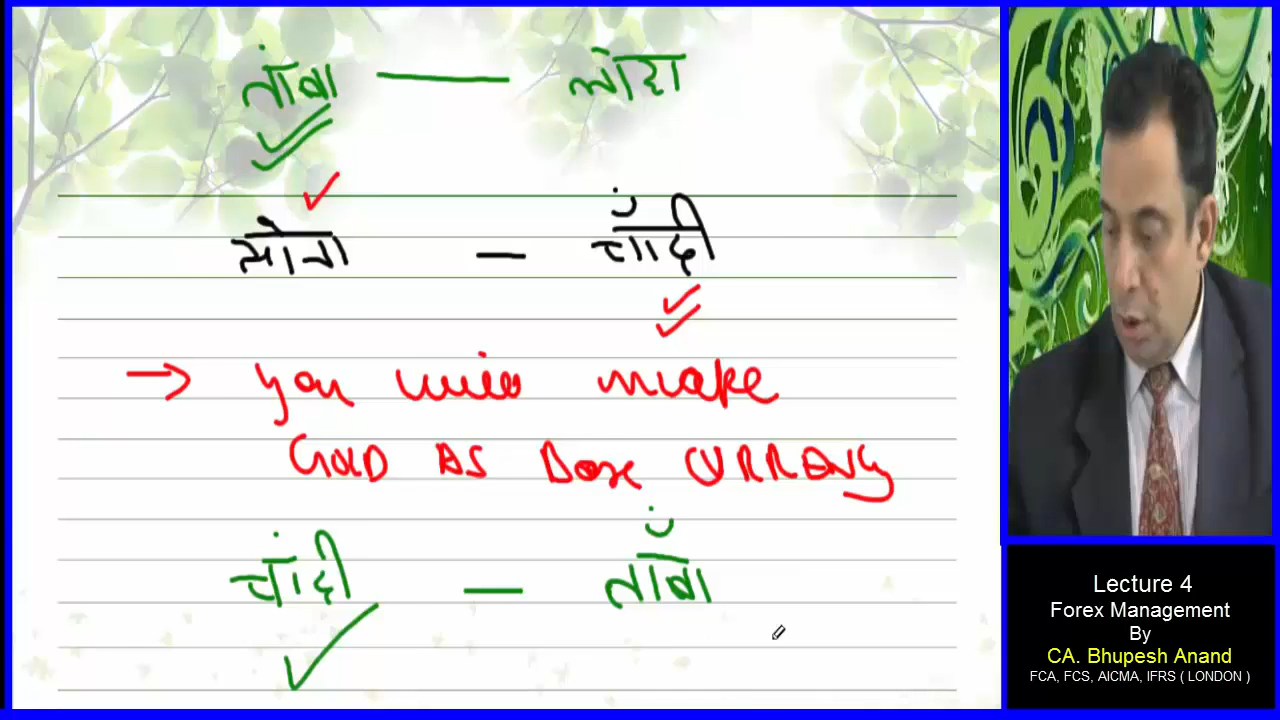 ताँबा — लोहा
सोना — चाँदी
→ you will make
GOLD AS Base CURRENCY
चाँदी — ताँबा
Lecture 4
Forex Management
By
CA. Bhupesh Anand
FCA, FCS, AICMA, IFRS ( LONDON )